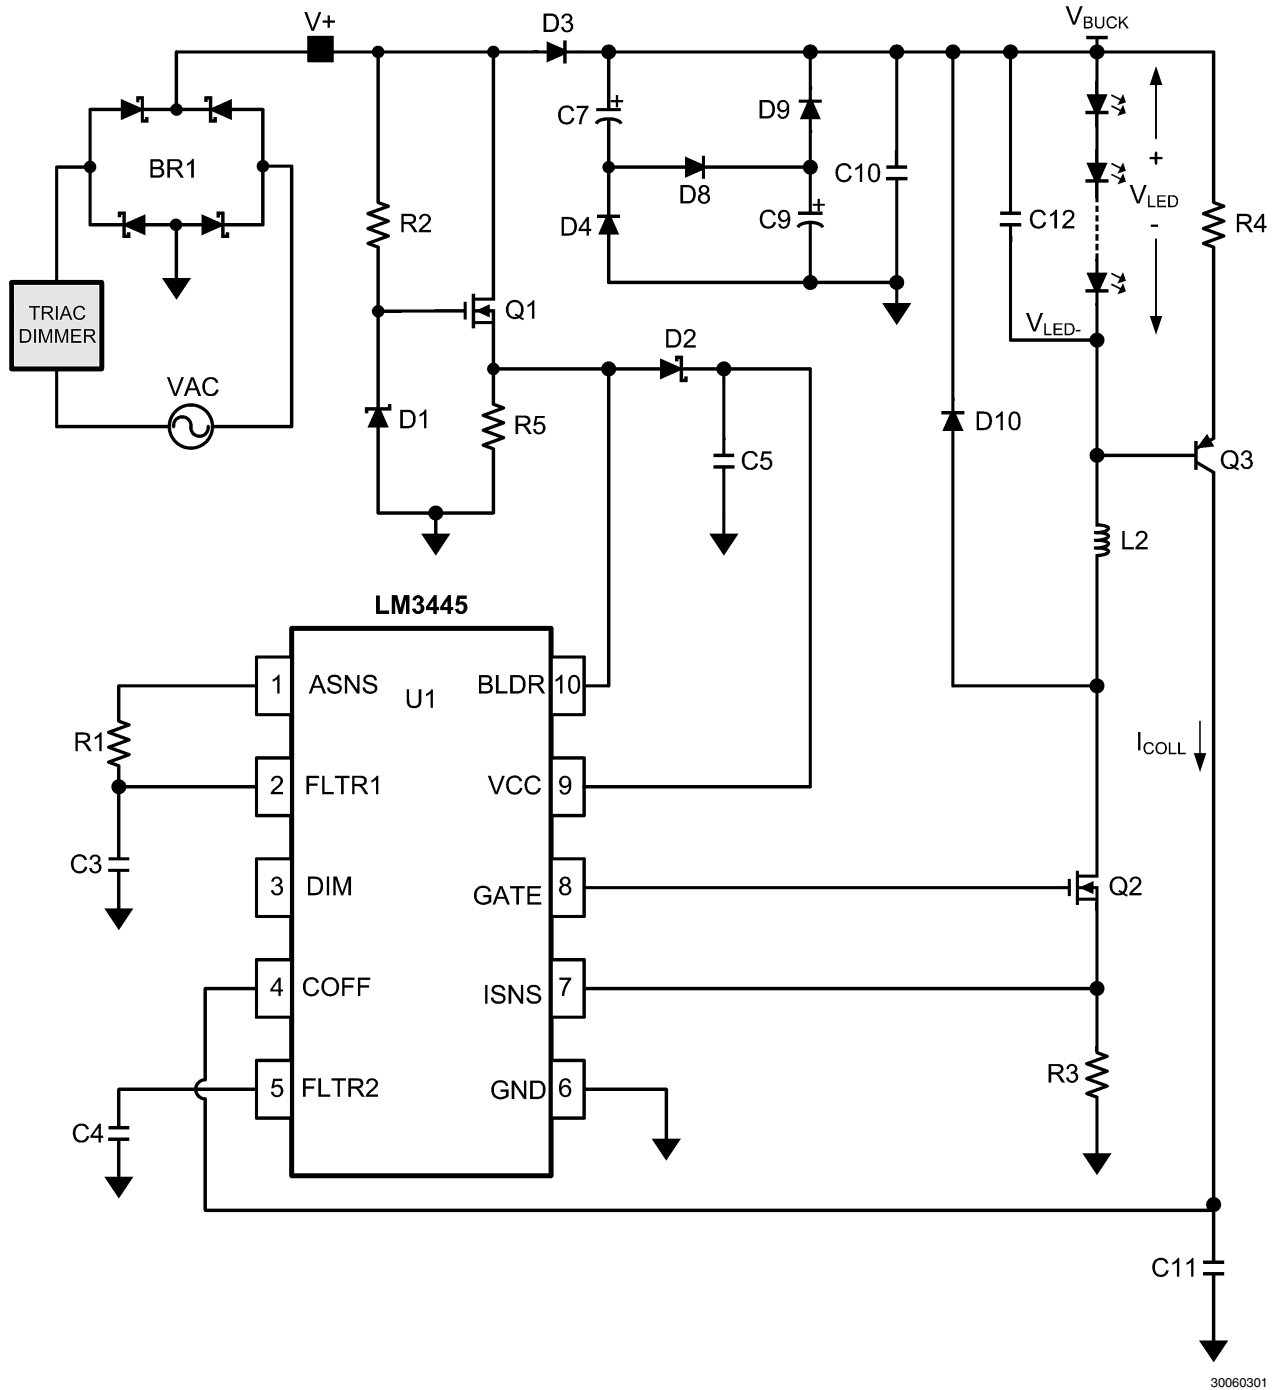 V+
D3
VBUCK
C7
+
D9
BR1
D8
C10
+
VLED
-
R2
D4
C9
+
C12
R4
TRIAC
DIMMER
Q1
VLED-
D2
VAC
D1
R5
D10
C5
Q3
L2
LM3445
1
ASNS
U1
BLDR
10
R1
ICOLL
2
FLTR1
VCC
9
C3
3
DIM
GATE
8
Q2
4
COFF
ISNS
7
R3
5
FLTR2
GND
6
C4
C11
30060301